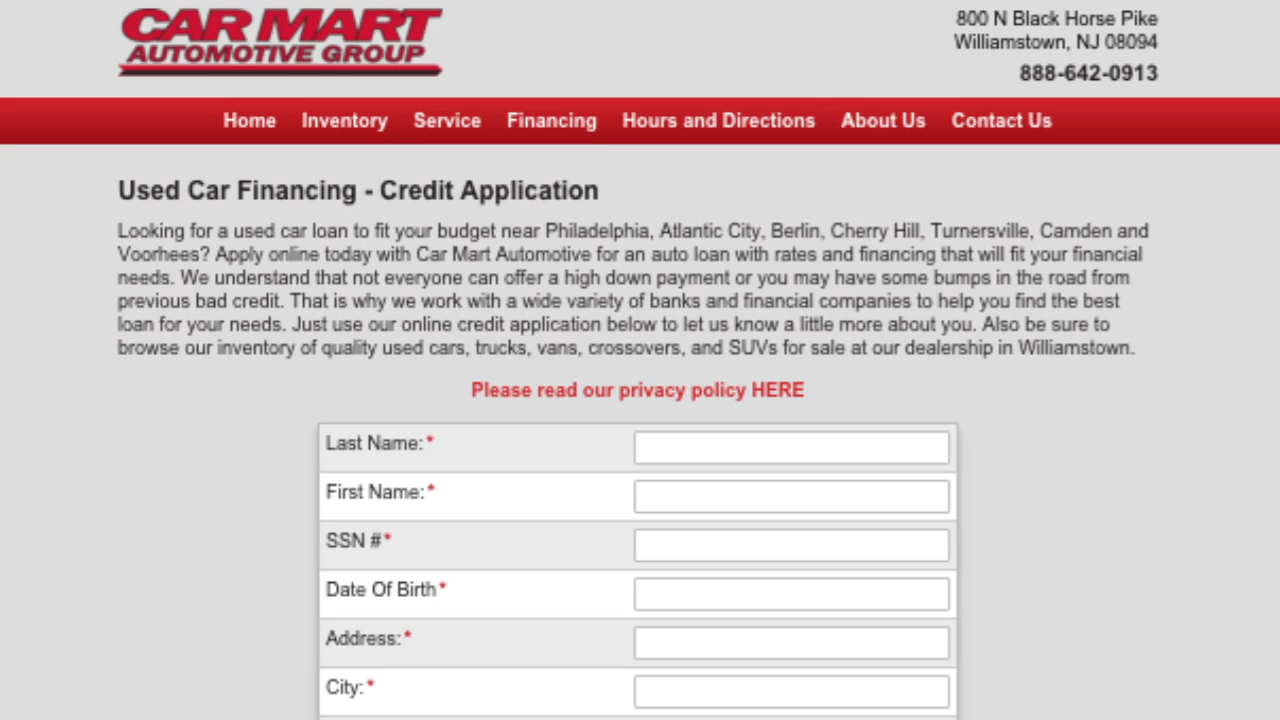 CAR MART
AUTOMOTIVE GROUP
800 N Black Horse Pike
Williamstown, NJ 08094
888-642-0913
Home Inventory Service Financing Hours and Directions About Us Contact Us
Used Car Financing - Credit Application
Looking for a used car loan to fit your budget near Philadelphia, Atlantic City, Berlin, Cherry Hill, Turnersville, Camden and
Voorhees? Apply online today with Car Mart Automotive for an auto loan with rates and financing that will fit your financial
needs. We understand that not everyone can offer a high down payment or you may have some bumps in the road from
previous bad credit. That is why we work with a wide variety of banks and financial companies to help you find the best
loan for your needs. Just use our online credit application below to let us know a little more about you. Also be sure to
browse our inventory of quality used cars, trucks, vans, crossovers, and SUVs for sale at our dealership in Williamstown.
Please read our privacy policy HERE
Last Name:*
First Name:*
SSN #*
Date Of Birth*
Address:*
City:*